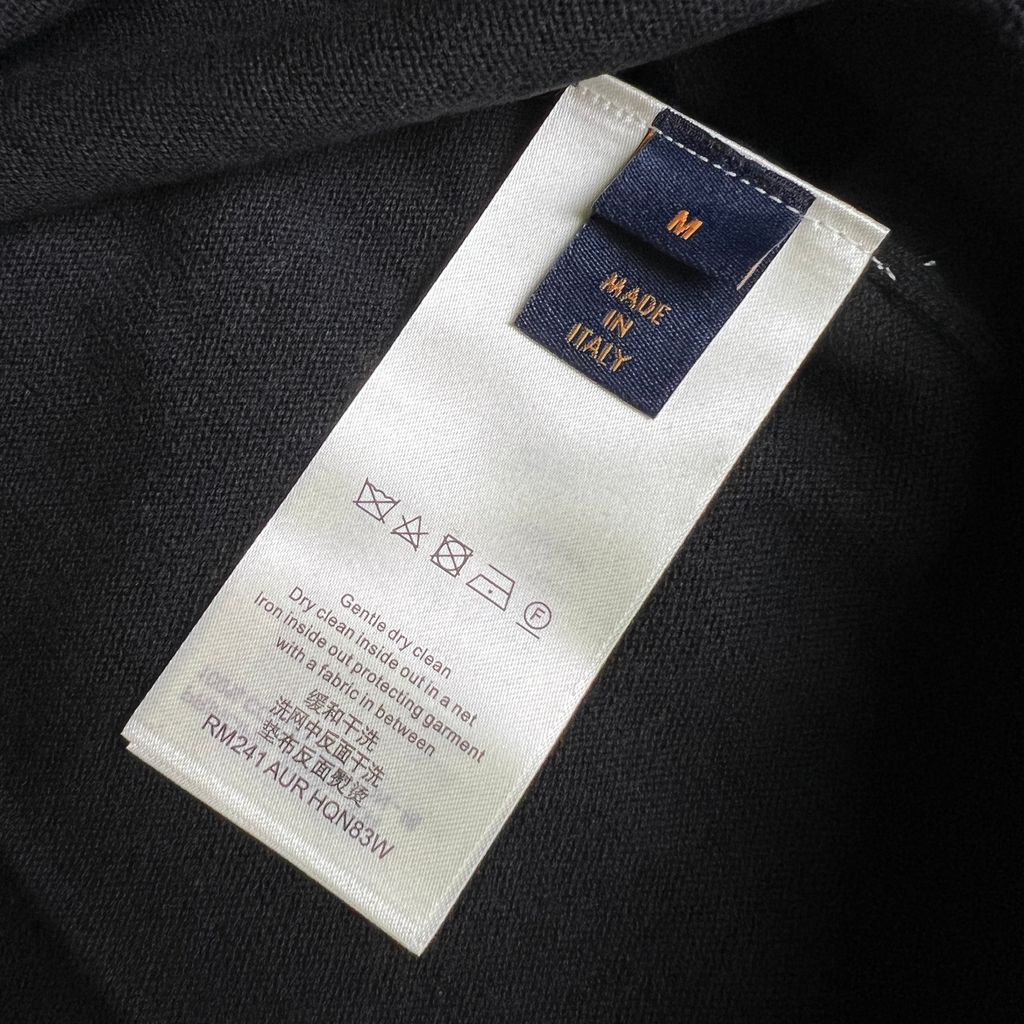 M
MADE
IN
ITALY
F
Gentle dry clean
Dry clean inside out in a net
Iron inside out protecting garment
with a fabric in between
缓和干洗
洗网中反面干洗
垫布反面熨烫
RM241 AUR HQN83W